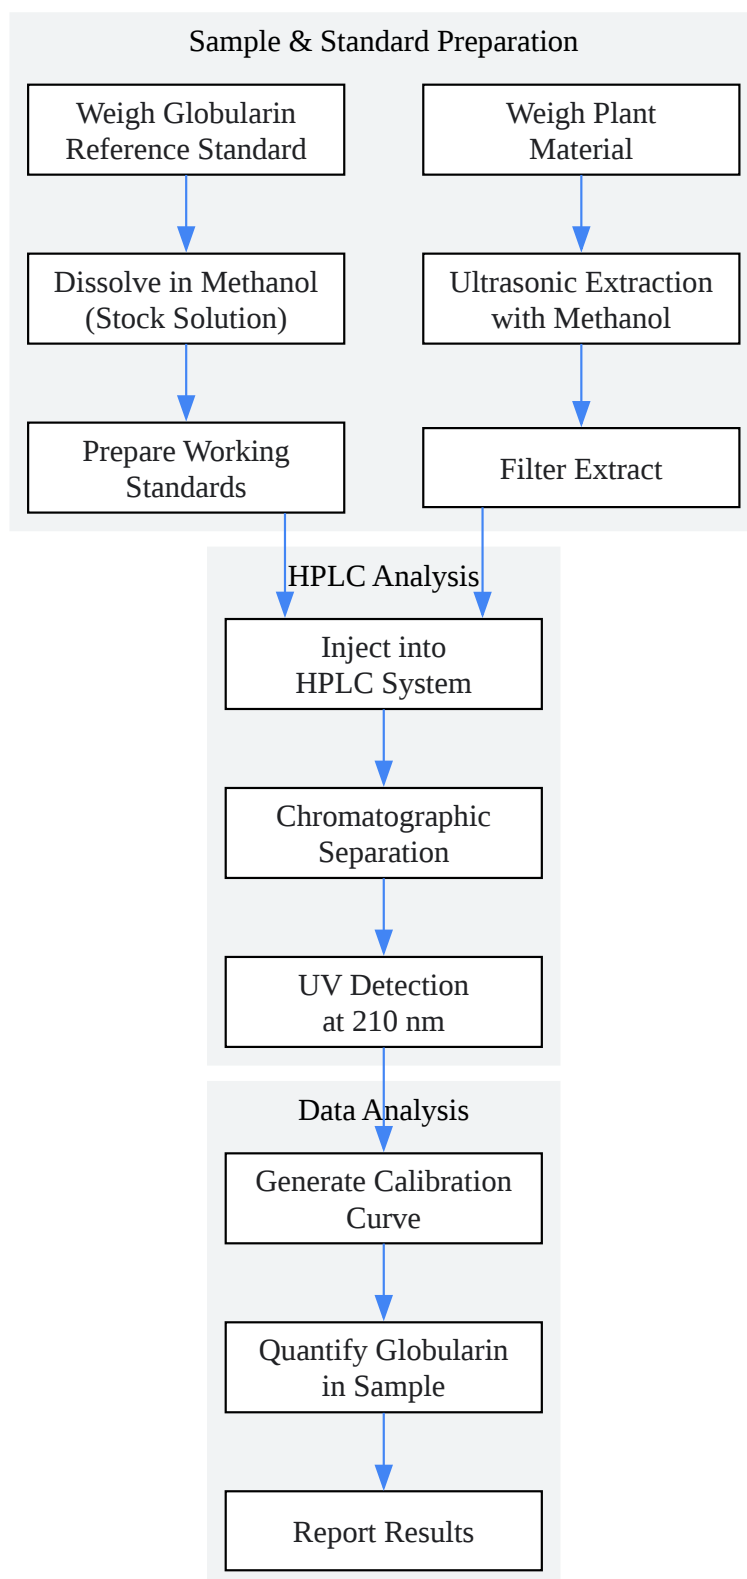 Sample & Standard Preparation
Weigh Globularin
Reference Standard
Weigh Plant
Material
Dissolve in Methanol
(Stock Solution)
Ultrasonic Extraction
with Methanol
Prepare Working
Standards
Filter Extract
HPLC Analysis
Inject into
HPLC System
Chromatographic
Separation
UV Detection
at 210 nm
Data Analysis
Generate Calibration
Curve
Quantify Globularin
in Sample
Report Results